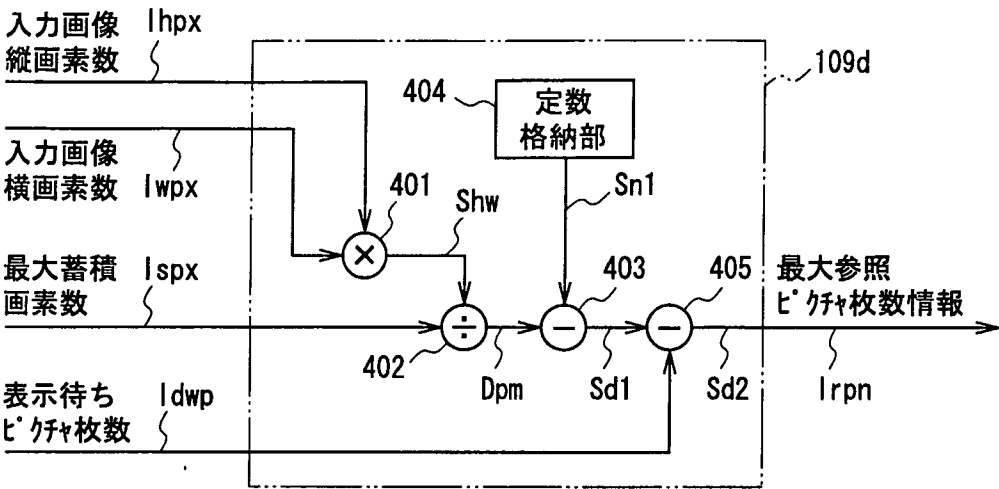 入力画像 Ihpx
縦画素数
入力画像
横画素数 Iwpx
最大蓄積 Ispx
画素数
表示待ち Idwp
ピクチャ枚数
109d
404
定数
格納部
Sn1
401
×
Shw
402
÷
Dpm
403
－
Sd1
405
－
Sd2
最大参照
ピクチャ枚数情報
Irpn